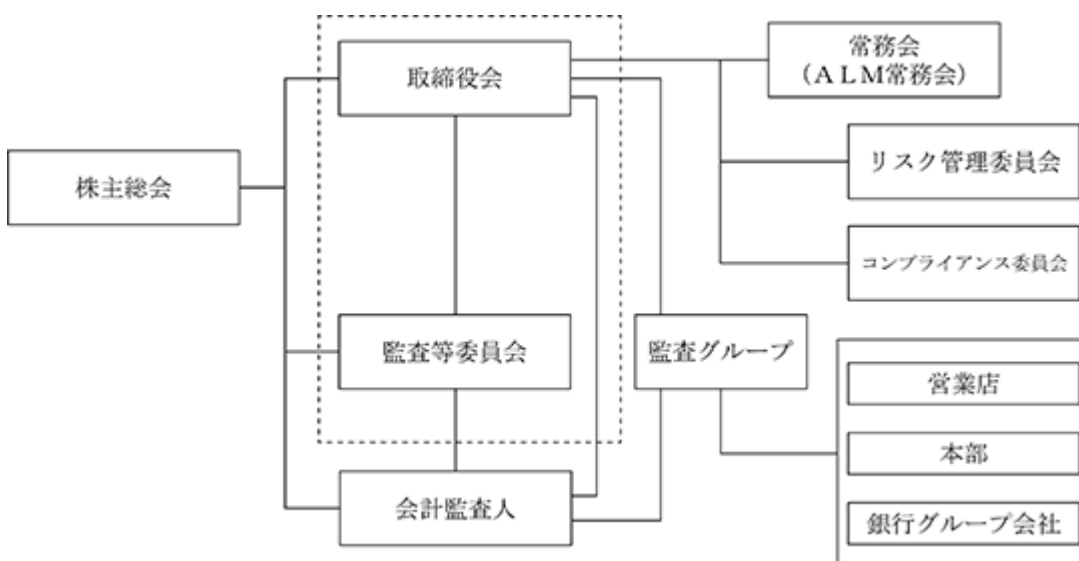 取締役会
常務会
（ＡＬＭ常務会）
株主総会
リスク管理委員会
コンプライアンス委員会
監査等委員会
監査グループ
営業店
本部
会計監査人
銀行グループ会社